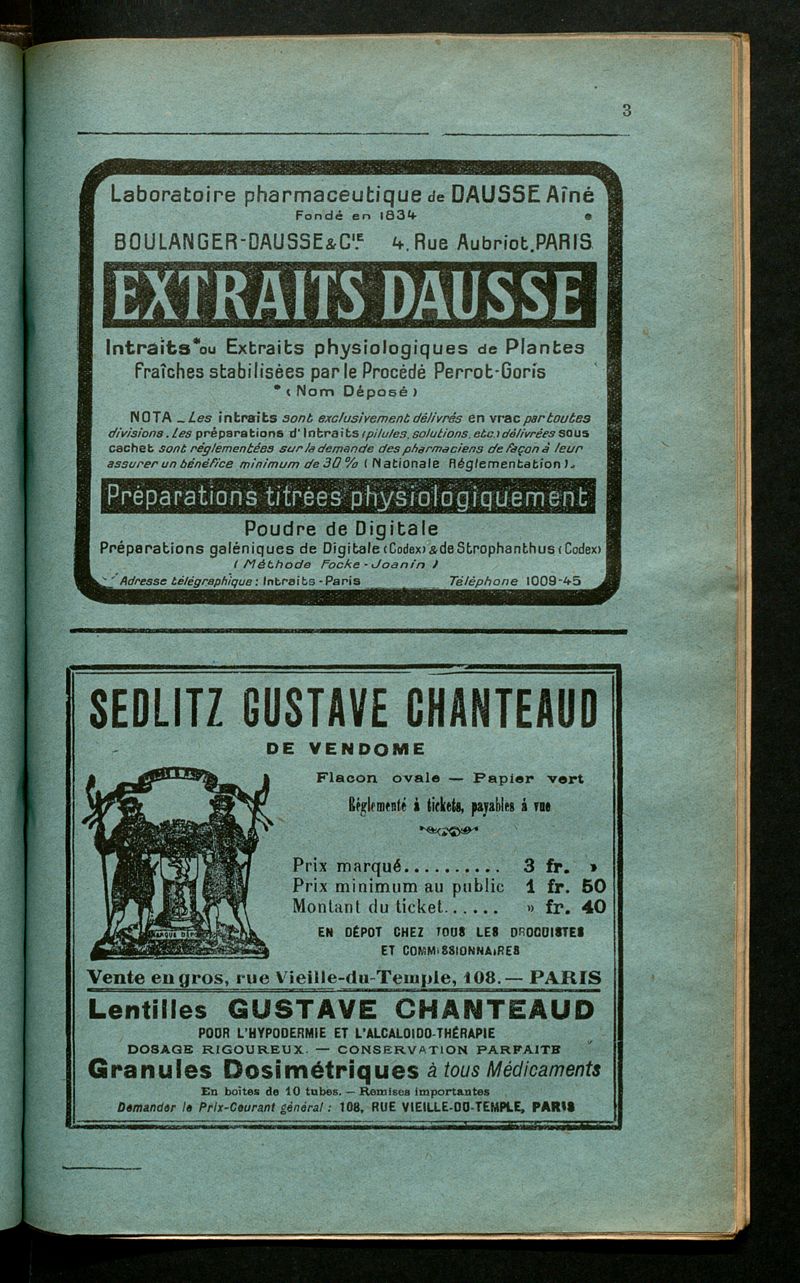 3
Laboratoire pharmaceutique de DAUSSE Aîné
Fondé en 1834
BOULANGER-DAUSSE & Cie. 4, Rue Aubriot, PARIS
EXTRAITS DAUSSE
Intraits* ou Extraits physiologiques de Plantes
fraîches stabilisées par le Procédé Perrot-Goris
* (Nom Déposé)
NOTA _ Les intraits sont exclusivement délivrés en vrac par toutes
divisions. Les préparations d'Intraits (pilules, solutions, etc.) délivrées sous
cachet sont réglementées sur la demande des pharmaciens de façon à leur
assurer un bénéfice minimum de 30 % (Nationale Réglementation).
Préparations titrées physiologiquement
Poudre de Digitale
Préparations galéniques de Digitale (Codex) & de Strophanthus (Codex)
(Méthode Focke-Joanin)
Adresse télégraphique: Intraits-Paris Téléphone 1009-45
SEDLITZ GUSTAVE CHANTEAUD
DE VENDOME
Flacon ovale — Papier vert
Réglementé à tickets, payables à vue
Prix marqué.......... 3 fr. »
Prix minimum au public 1 fr. 50
Montant du ticket...... » fr. 40
EN DÉPOT CHEZ TOUS LES DROGUISTES
ET COMMISSIONNAIRES
Vente en gros, rue Vieille-du-Temple, 108. — PARIS
Lentilles GUSTAVE CHANTEAUD
POUR L'HYPODERMIE ET L'ALCALOIDO-THÉRAPIE
DOSAGE RIGOUREUX. — CONSERVATION PARFAITE
Granules Dosimétriques à tous Médicaments
En boîtes de 10 tubes. — Remises importantes
Demander le Prix-Courant général : 108, RUE VIEILLE-DU-TEMPLE, PARIS